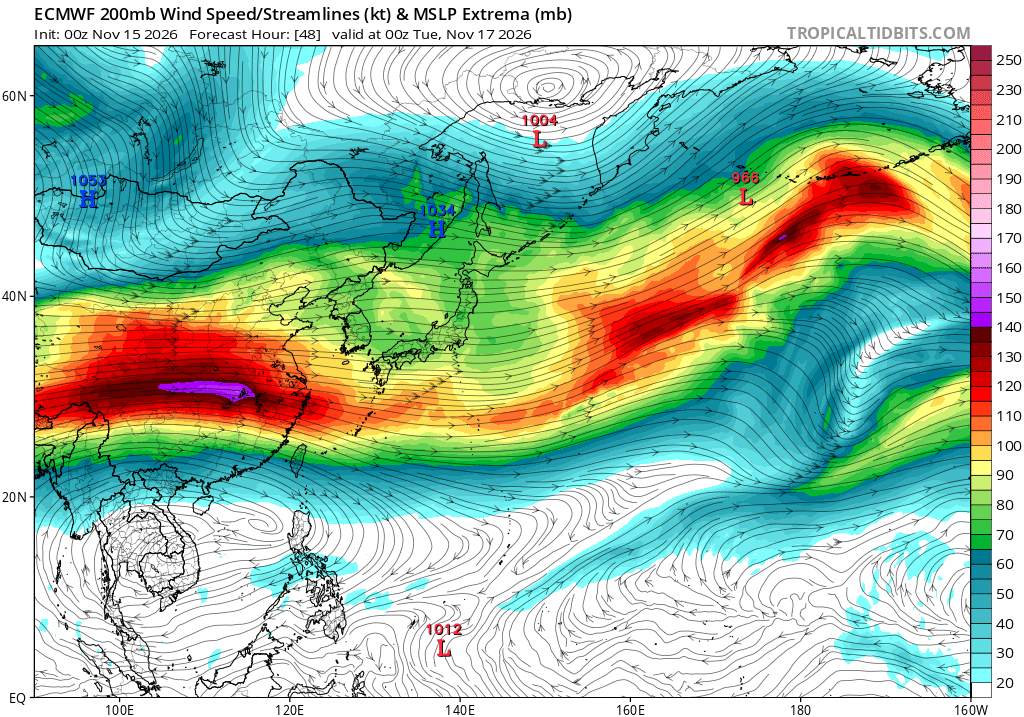 ECMWF 200mb Wind Speed/Streamlines (kt) & MSLP Extrema (mb)
Init: 00z Nov 15 2026 Forecast Hour: [48] valid at 00z Tue, Nov 17 2026
TROPICALTIDBITS.COM
60N
40N
20N
EQ
1004
L
1053
H
966
L
1034
H
1012
L
100E
120E
140E
160E
180
160W
250
230
210
200
190
180
170
160
150
140
130
120
110
100
90
80
70
60
50
40
30
20